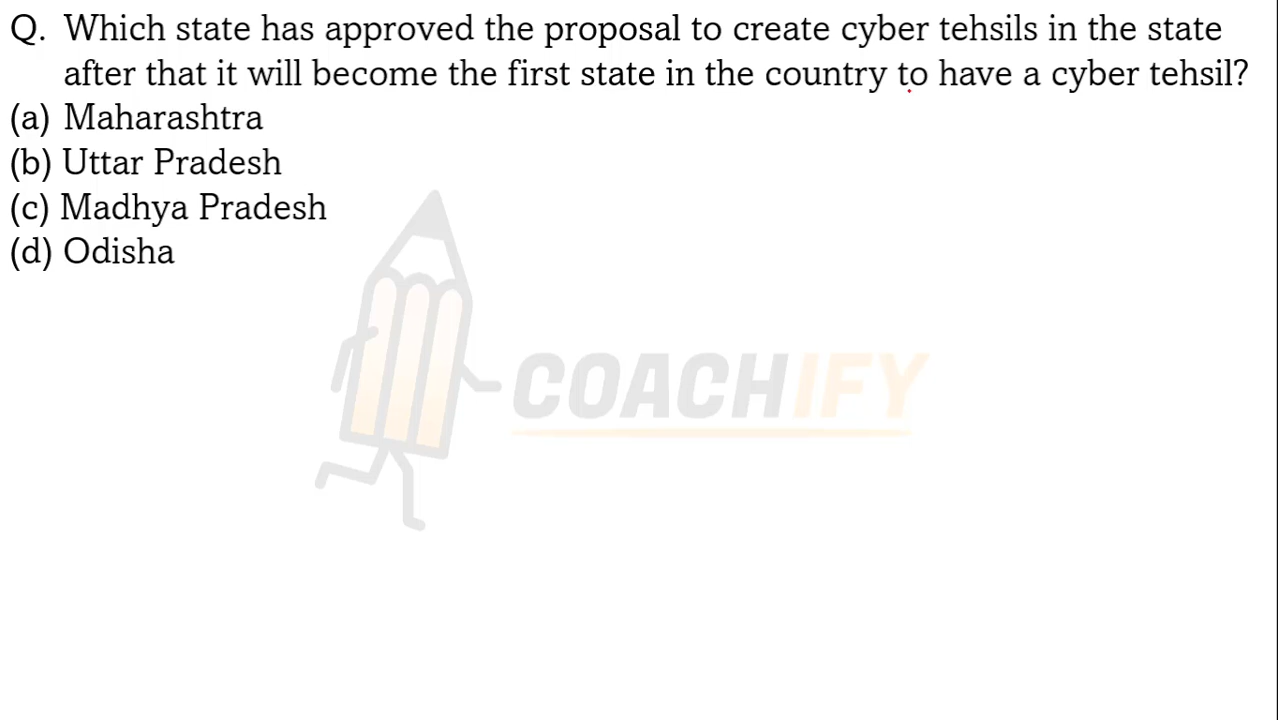 Q. Which state has approved the proposal to create cyber tehsils in the state
after that it will become the first state in the country to have a cyber tehsil?
(a) Maharashtra
(b) Uttar Pradesh
(c) Madhya Pradesh
(d) Odisha
COACHIFY